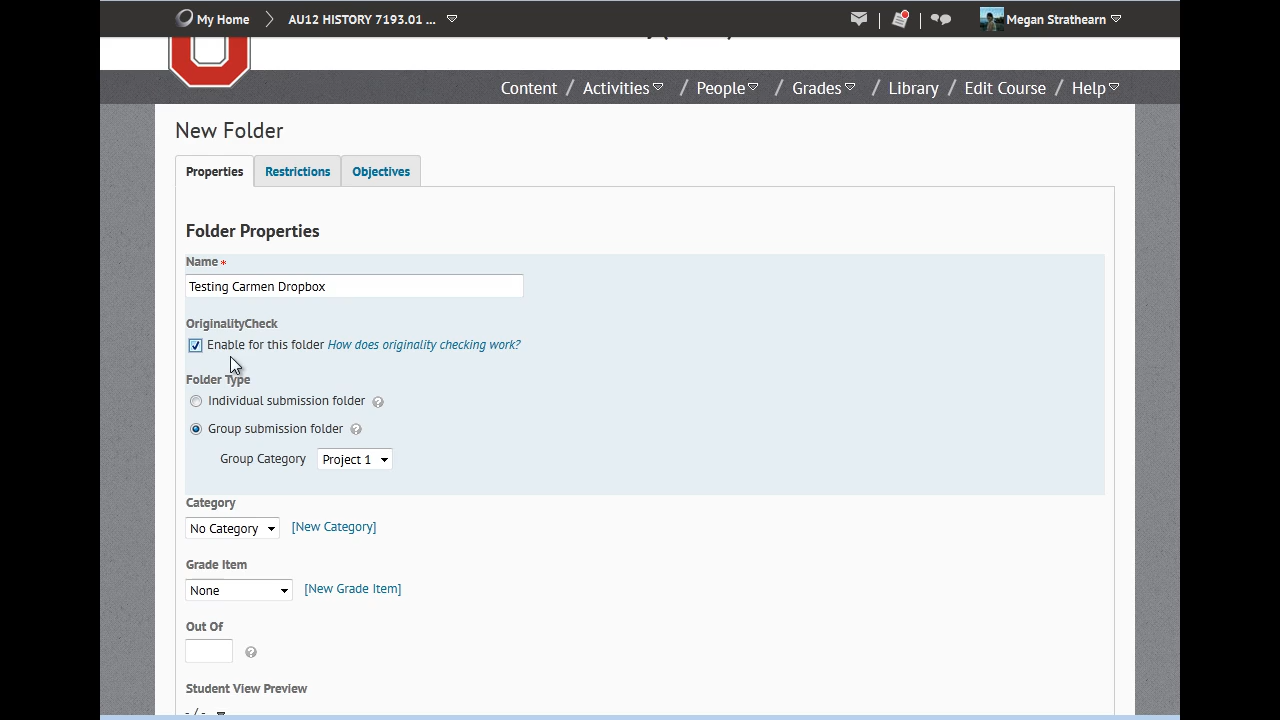 My Home
AU12 HISTORY 7193.01 ...
Megan Strathearn
Content / Activities / People / Grades / Library / Edit Course / Help
New Folder
Properties
Restrictions
Objectives
Folder Properties
Name *
Testing Carmen Dropbox
OriginalityCheck
Enable for this folder How does originality checking work?
Folder Type
Individual submission folder ?
Group submission folder ?
Group Category Project 1
Category
No Category [New Category]
Grade Item
None [New Grade Item]
Out Of
?
Student View Preview
- / -